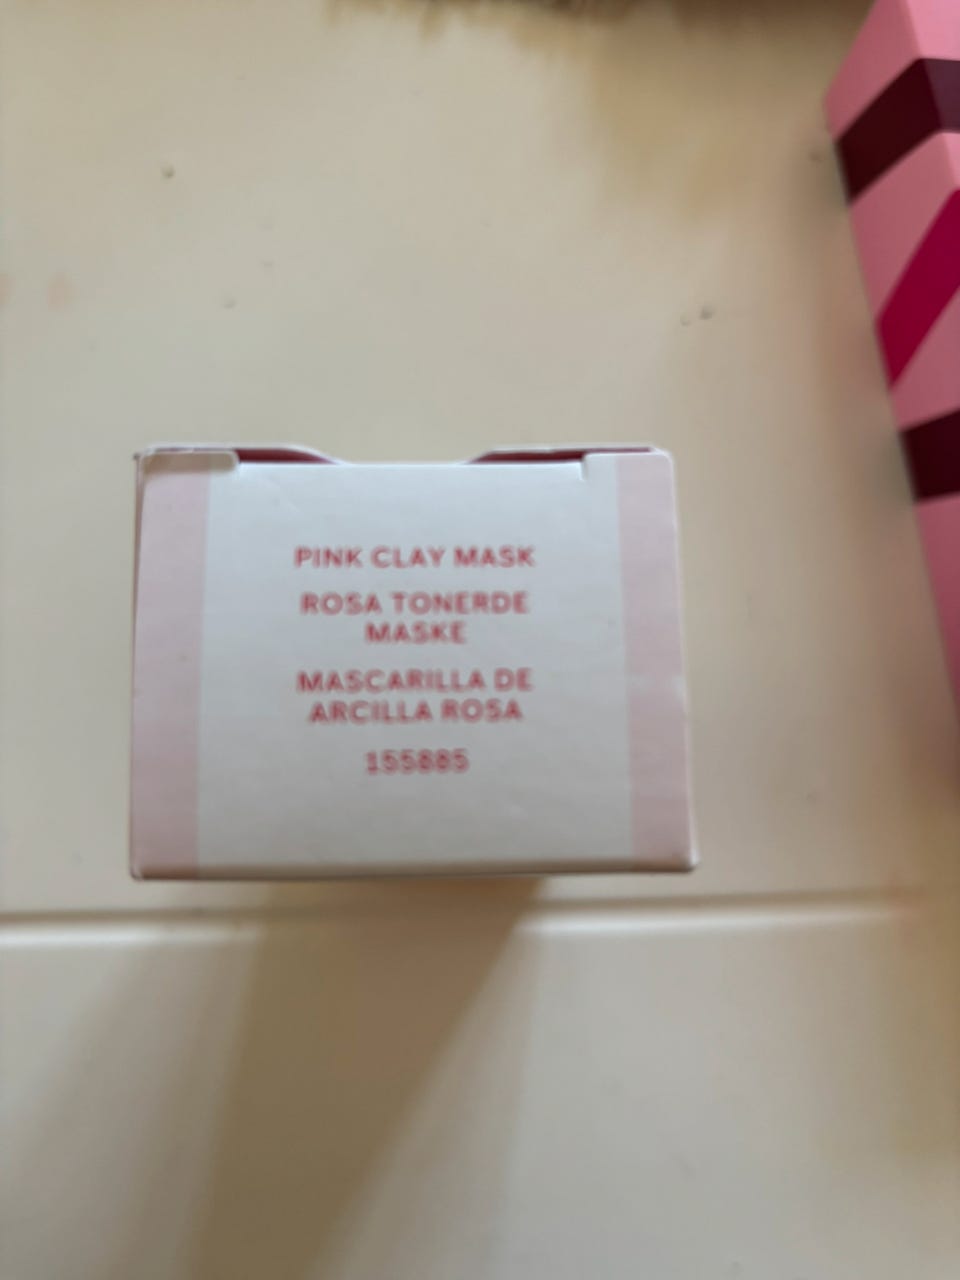 PINK CLAY MASK
ROSA TONERDE
MASKE
MASCARILLA DE
ARCILLA ROSA
155885